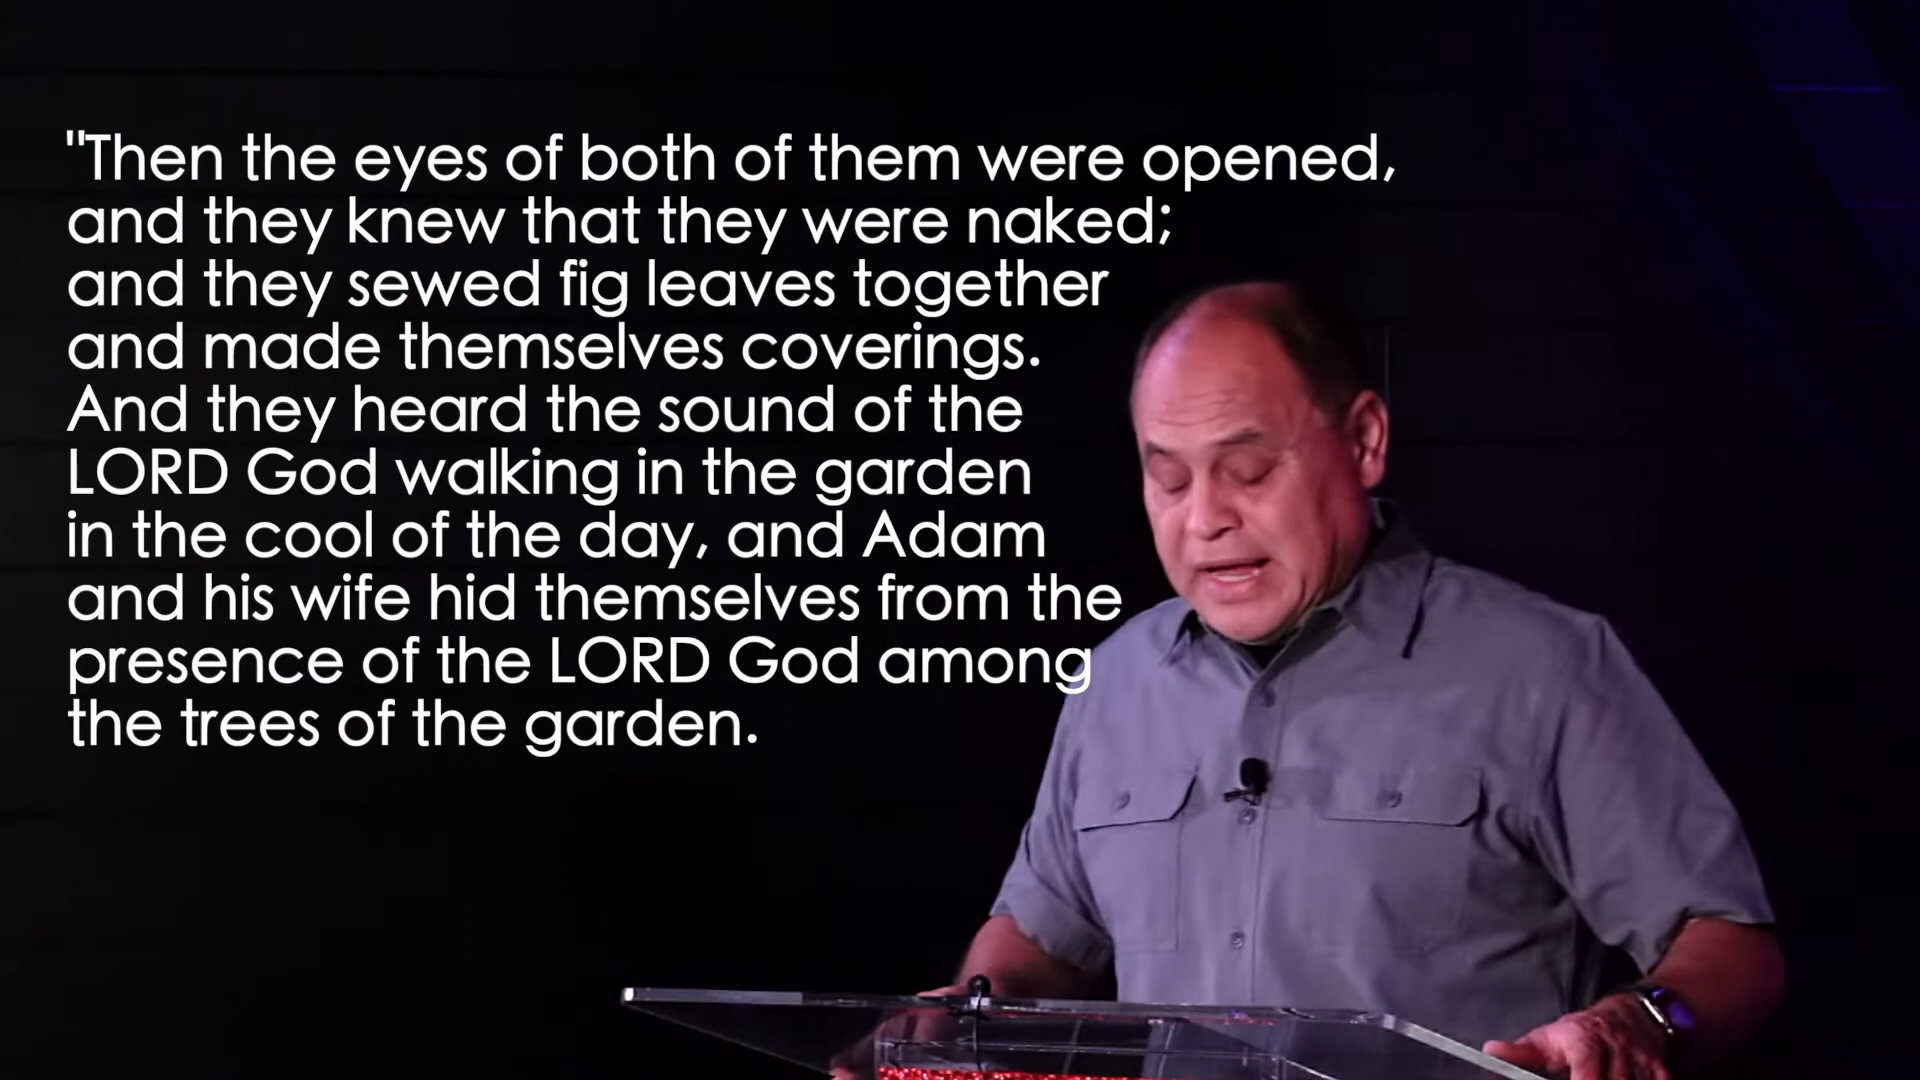 "Then the eyes of both of them were opened,
and they knew that they were naked;
and they sewed fig leaves together
and made themselves coverings.
And they heard the sound of the
LORD God walking in the garden
in the cool of the day, and Adam
and his wife hid themselves from the
presence of the LORD God among
the trees of the garden.